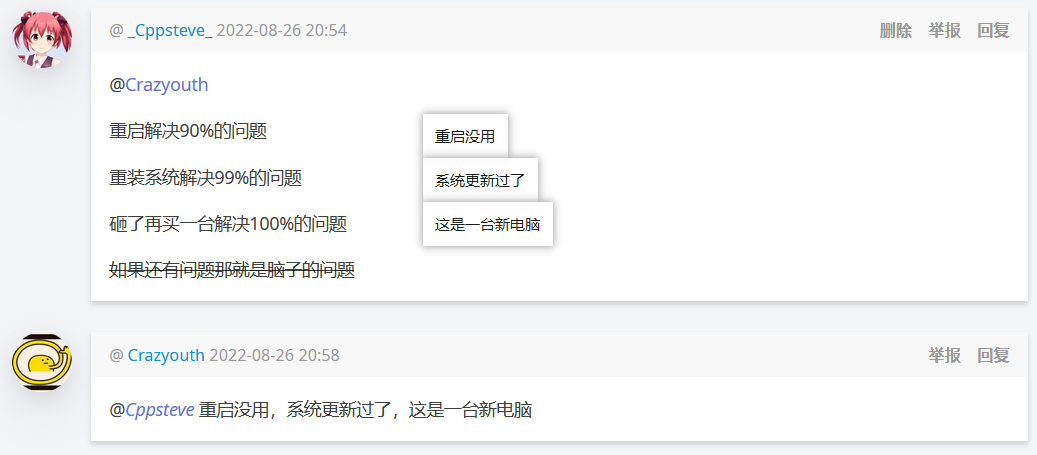 @ _Cppsteve_ 2022-08-26 20:54 删除 举报 回复
@Crazyouth
重启解决90%的问题 重启没用
重装系统解决99%的问题 系统更新过了
砸了再买一台解决100%的问题 这是一台新电脑
如果还有问题那就是脑子的问题
@ Crazyouth 2022-08-26 20:58 举报 回复
@Cppsteve 重启没用，系统更新过了，这是一台新电脑